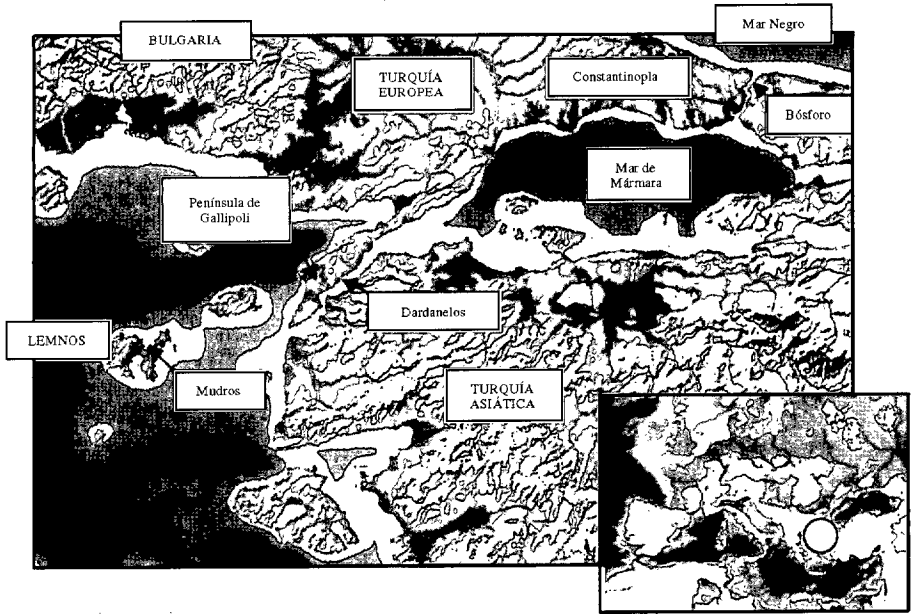 Mar Negro
BULGARIA
TURQUÍA
EUROPEA
Constantinopla
Bósforo
Mar de
Mármara
Península de
Gallipoli
Dardanelos
LEMNOS
Mudros
TURQUÍA
ASIÁTICA